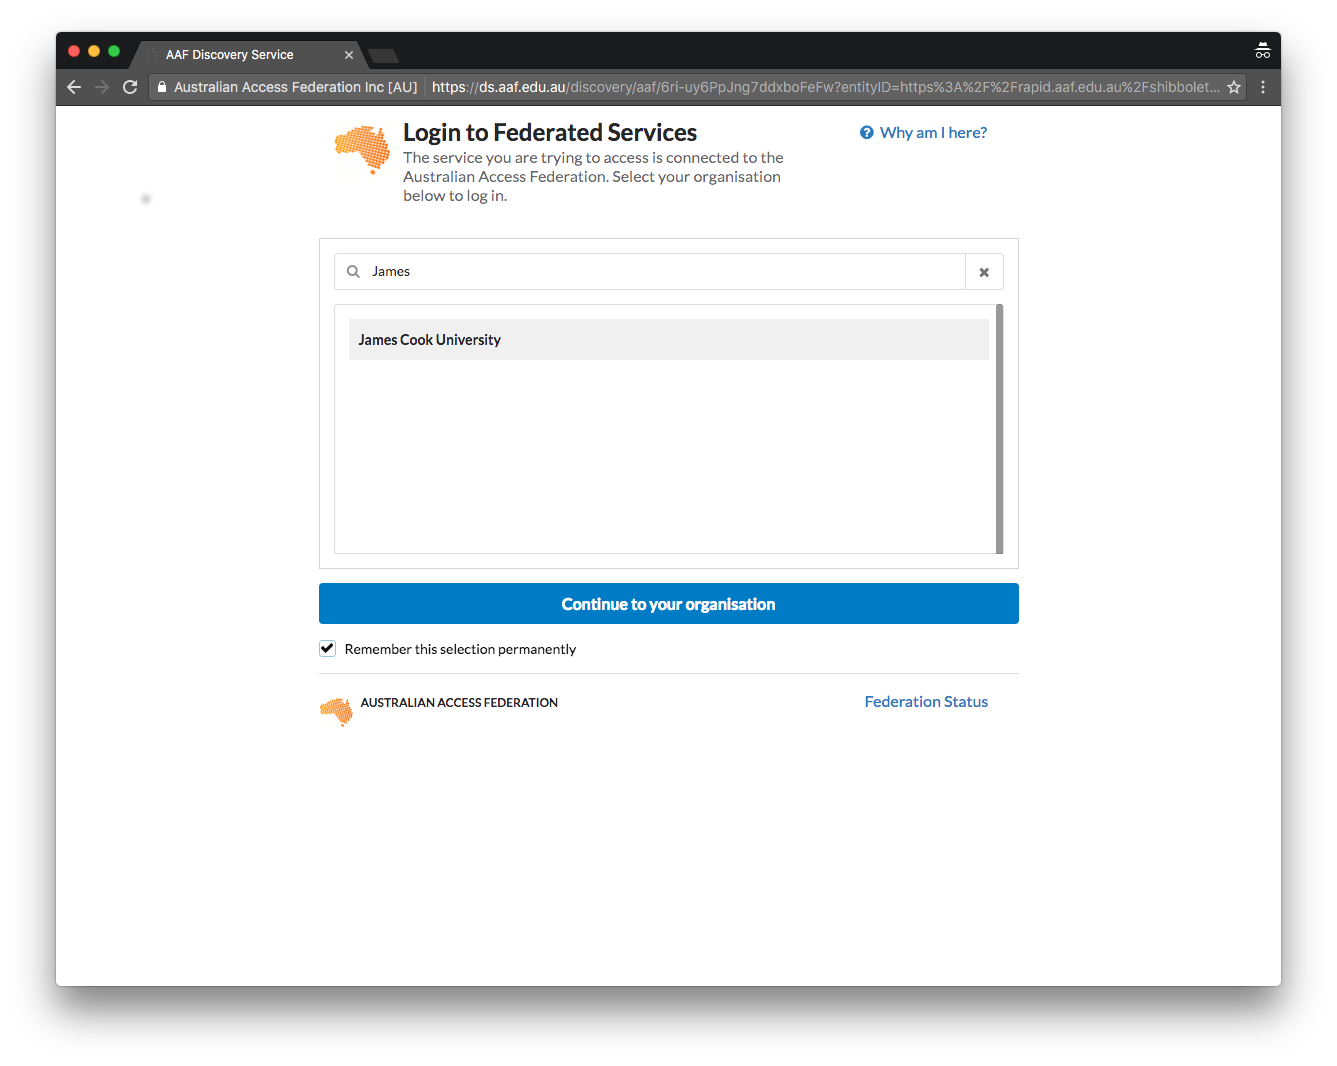 AAF Discovery Service
Australian Access Federation Inc [AU] https://ds.aaf.edu.au/discovery/aaf/6ri-uy6PpJng7ddxboFeFw?entityID=https%3A%2F%2Frapid.aaf.edu.au%2Fshibbolet...
Login to Federated Services
Why am I here?
The service you are trying to access is connected to the
Australian Access Federation. Select your organisation
below to log in.
James
James Cook University
Continue to your organisation
Remember this selection permanently
AUSTRALIAN ACCESS FEDERATION
Federation Status